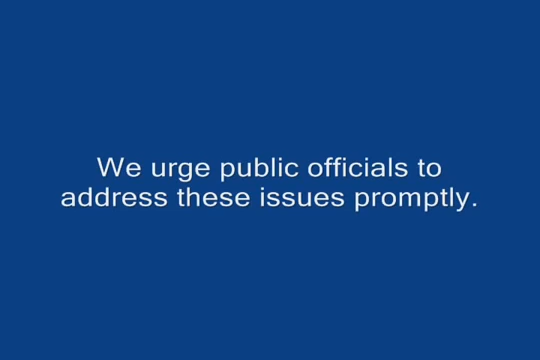 We urge public officials to
address these issues promptly.